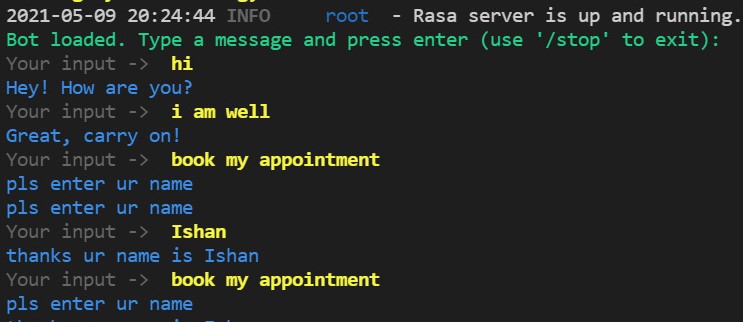 2021-05-09 20:24:44 INFO     root  - Rasa server is up and running.
Bot loaded. Type a message and press enter (use '/stop' to exit):
Your input ->  hi
Hey! How are you?
Your input ->  i am well
Great, carry on!
Your input ->  book my appointment
pls enter ur name
pls enter ur name
Your input ->  Ishan
thanks ur name is Ishan
Your input ->  book my appointment
pls enter ur name